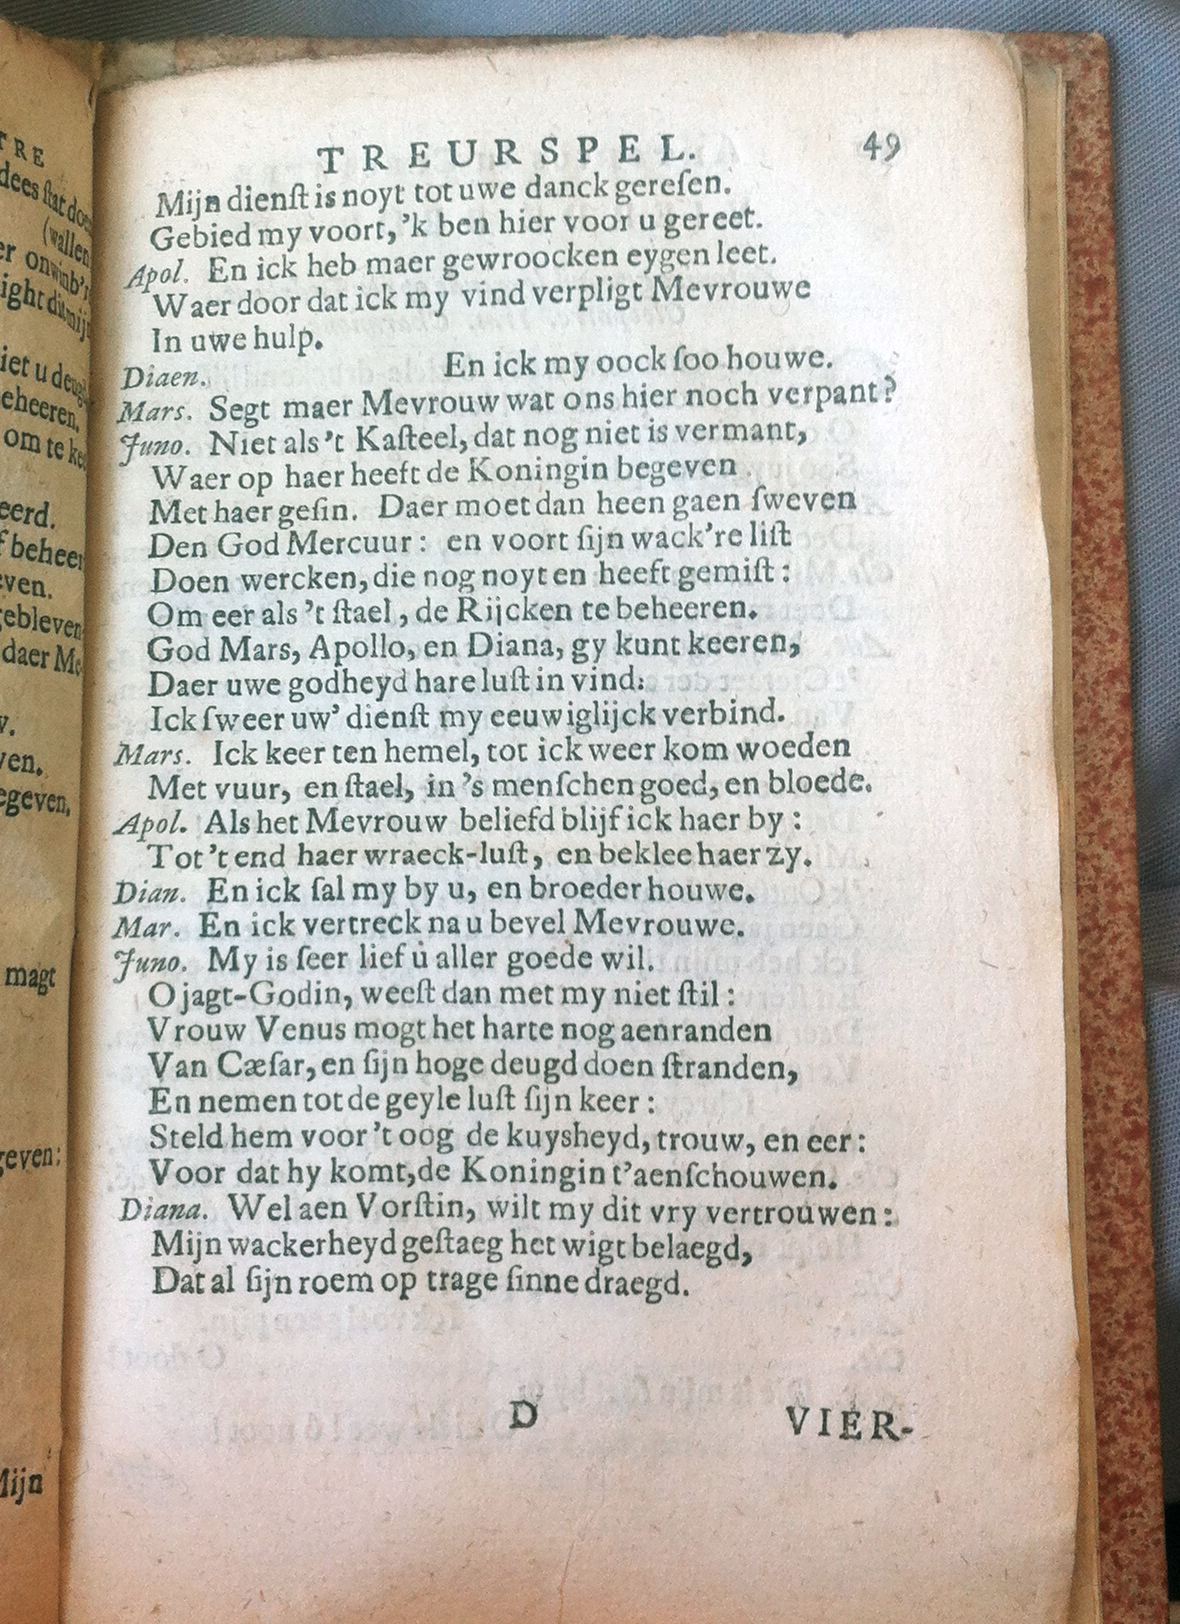 TRE
dees ſtat
(wallen
TREURSPEL. 49
Mijn dienſt is noyt tot uwe danck gereſen.
Gebied my voort, 'k ben hier voor u gereet.
Apol. En ick heb maer gewroocken eygen leet.
Waer door dat ick my vind verpligt Mevrouwe
In uwe hulp.
Diaen. En ick my oock ſoo houwe.
Mars. Segt maer Mevrouw wat ons hier noch verpant?
Juno. Niet als 't Kaſteel, dat nog niet is vermant,
Waer op haer heeft de Koningin begeven
Met haer geſin. Daer moet dan heen gaen ſweven
Den God Mercuur: en voort ſijn wack're liſt
Doen wercken, die nog noyt en heeft gemiſt:
Om eer als 't ſtael, de Rijcken te beheeren.
God Mars, Apollo, en Diana, gy kunt keeren,
Daer uwe godheyd hare luſt in vind:
Ick ſweer uw' dienſt my eeuwiglijck verbind.
Mars. Ick keer ten hemel, tot ick weer kom woeden
Met vuur, en ſtael, in 's menſchen goed, en bloede.
Apol. Als het Mevrouw beliefd blijf ick haer by:
Tot 't end haer wraeck-luſt, en beklee haer zy.
Dian. En ick ſal my by u, en broeder houwe.
Mar. En ick vertreck na u bevel Mevrouwe.
Juno. My is ſeer lief u aller goede wil.
O jagt-Godin, weeſt dan met my niet ſtil:
Vrouw Venus mogt het harte nog aenranden
Van Cæſar, en ſijn hoge deugd doen ſtranden,
En nemen tot de geyle luſt ſijn keer:
Steld hem voor 't oog de kuysheyd, trouw, en eer:
Voor dat hy komt, de Koningin t'aenſchouwen.
Diana. Wel aen Vorſtin, wilt my dit vry vertrouwen:
Mijn wackerheyd geſtaeg het wigt belaegd,
Dat al ſijn roem op trage ſinne draegd.
D VIER-